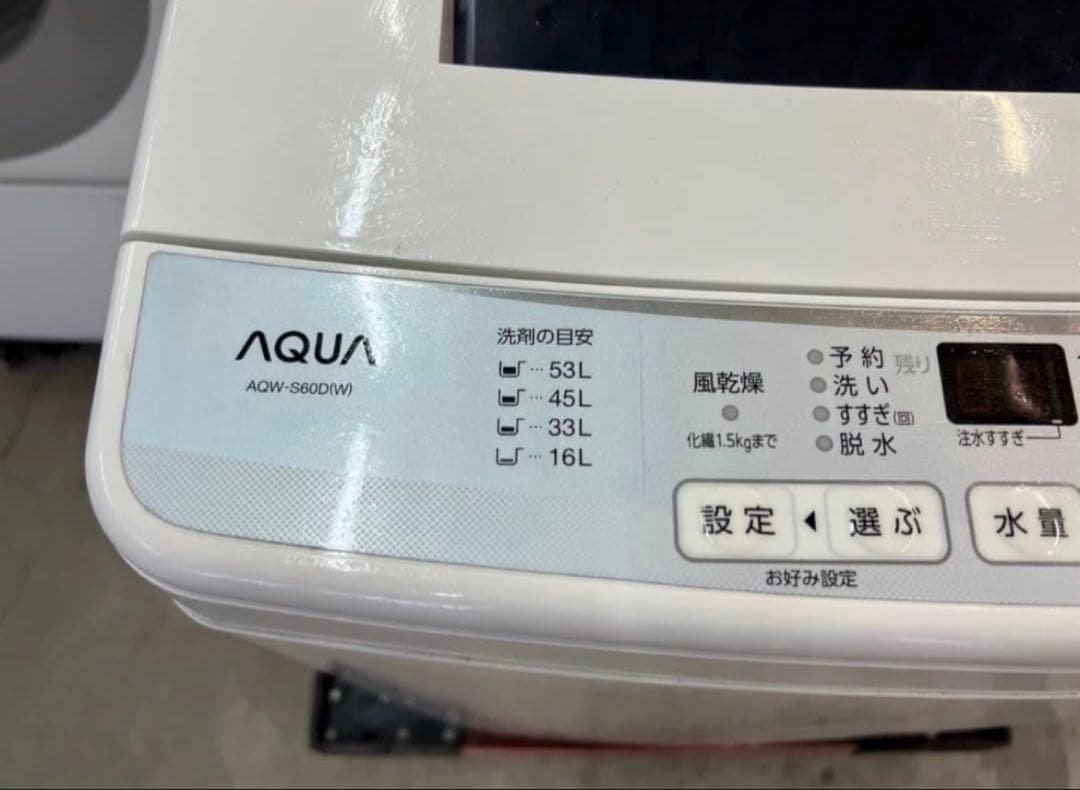 AQUA
AQW-S60D(W)
洗剤の目安
… 53L
… 45L
… 33L
… 16L
風乾燥
化繊1.5kgまで
予約 残り
洗い
すすぎ(回)
脱水
注水すすぎ
設定 ◀ 選ぶ
お好み設定
水量